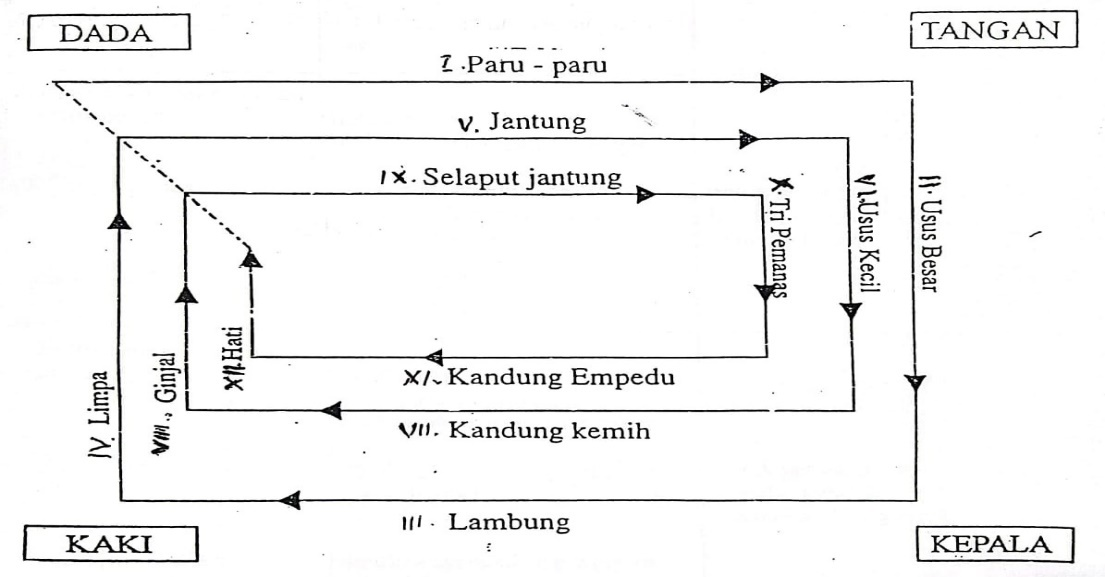 DADA
TANGAN
I. Paru - paru
V. Jantung
IX. Selaput jantung
X. Tri Pemanas
VI. Usus Kecil
II. Usus Besar
XII. Hati
VIII. Ginjal
IV. Limpa
XI. Kandung Empedu
VII. Kandung kemih
III. Lambung
KAKI
KEPALA